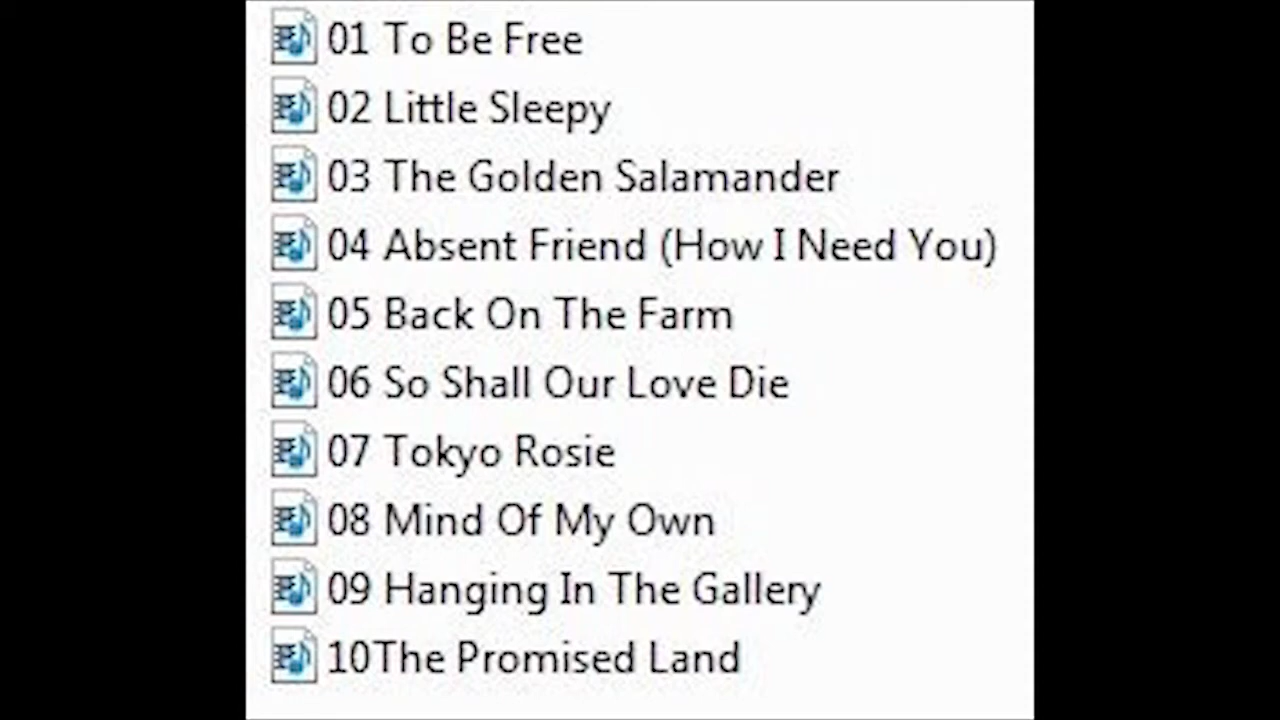 01 To Be Free
02 Little Sleepy
03 The Golden Salamander
04 Absent Friend (How I Need You)
05 Back On The Farm
06 So Shall Our Love Die
07 Tokyo Rosie
08 Mind Of My Own
09 Hanging In The Gallery
10The Promised Land